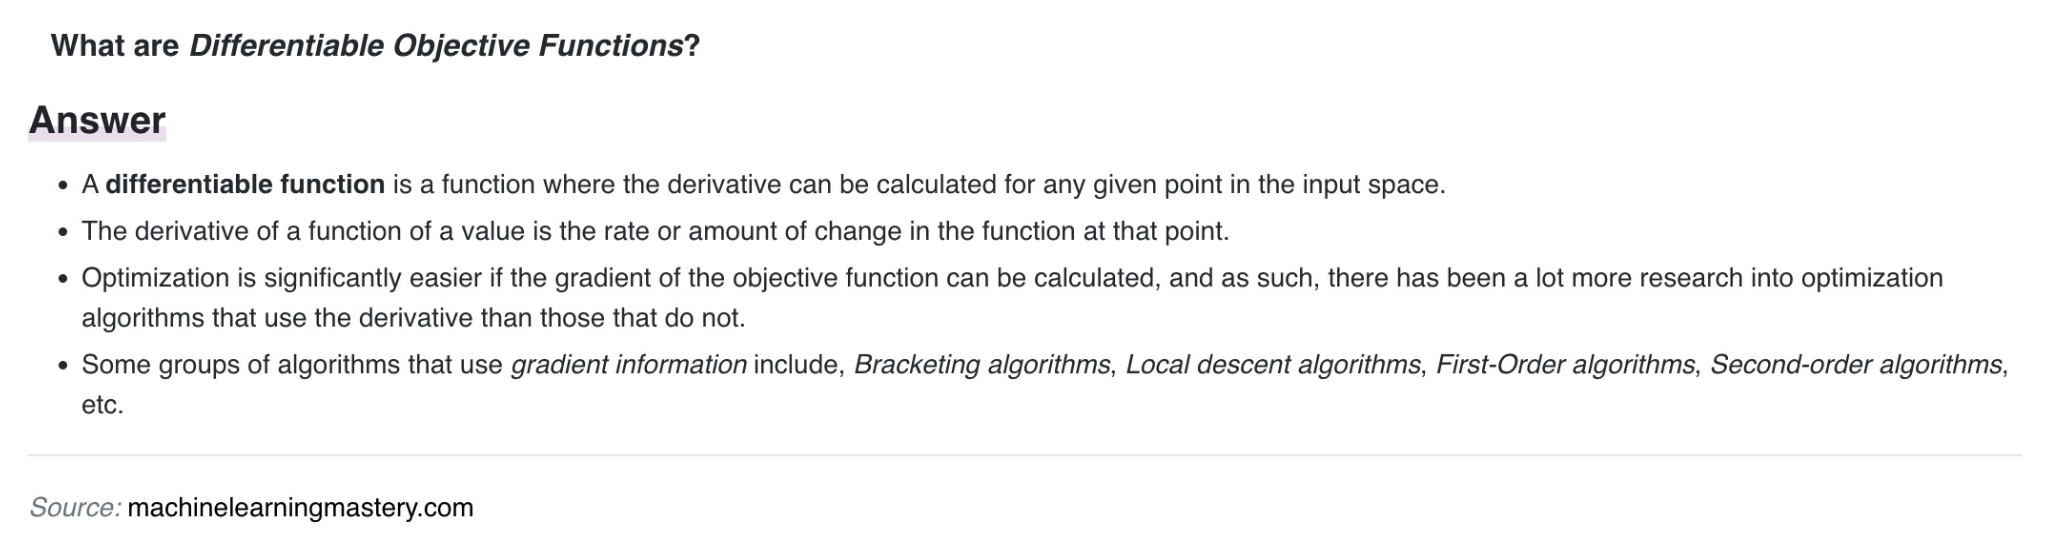 What are Differentiable Objective Functions?
Answer
• A differentiable function is a function where the derivative can be calculated for any given point in the input space.
• The derivative of a function of a value is the rate or amount of change in the function at that point.
• Optimization is significantly easier if the gradient of the objective function can be calculated, and as such, there has been a lot more research into optimization
algorithms that use the derivative than those that do not.
• Some groups of algorithms that use gradient information include, Bracketing algorithms, Local descent algorithms, First-Order algorithms, Second-order algorithms,
etc.
Source: machinelearningmastery.com